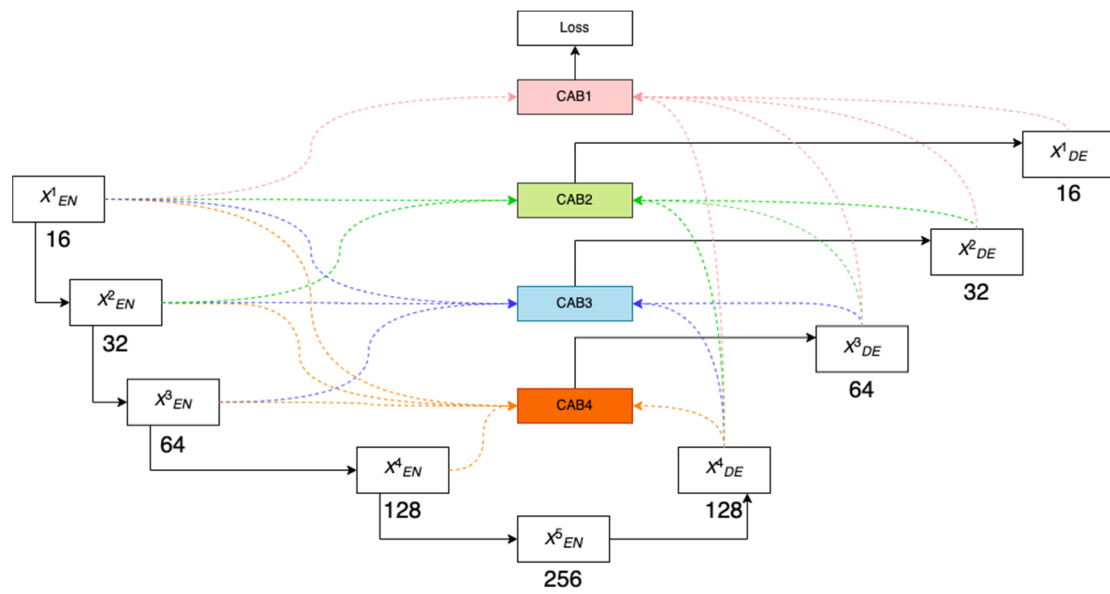 Loss
CAB1
X¹DE
16
X¹EN
16
CAB2
X²DE
32
X²EN
32
CAB3
X³DE
64
X³EN
64
CAB4
X⁴EN
128
X⁴DE
128
X⁵EN
256